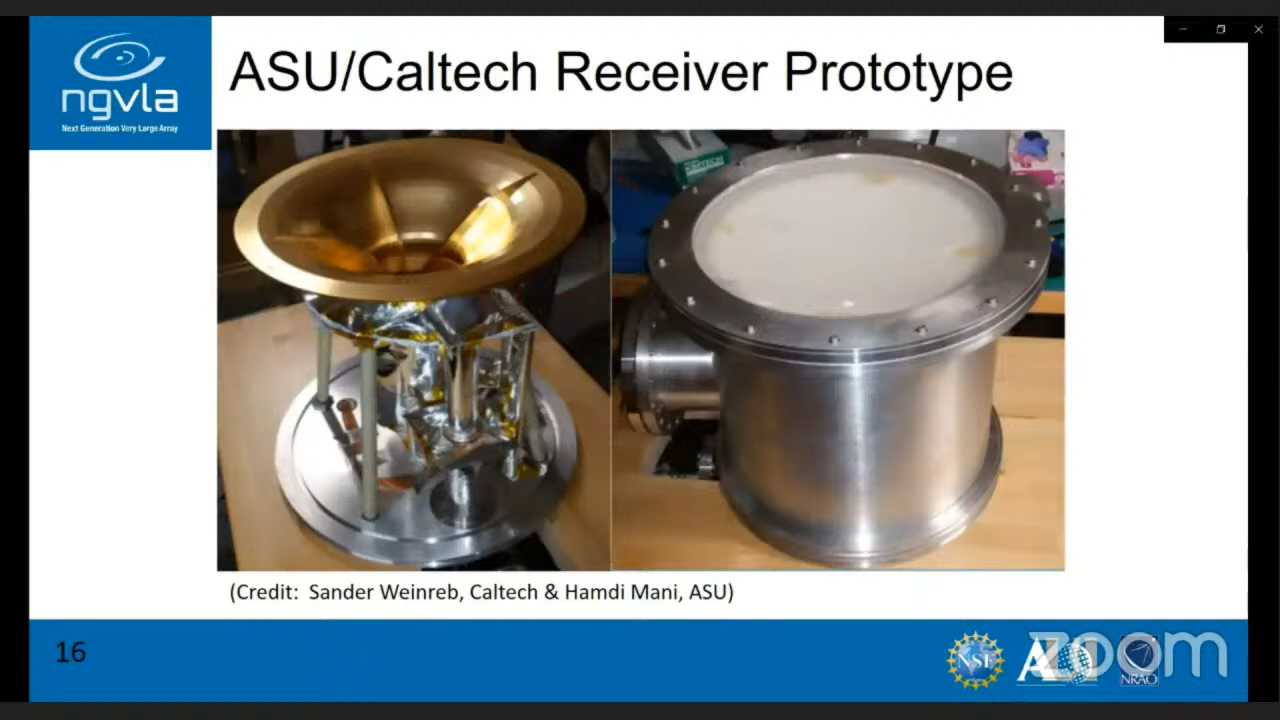 ngvla
Next Generation Very Large Array
ASU/Caltech Receiver Prototype
(Credit: Sander Weinreb, Caltech & Hamdi Mani, ASU)
16
NSF
zoom
NRAO